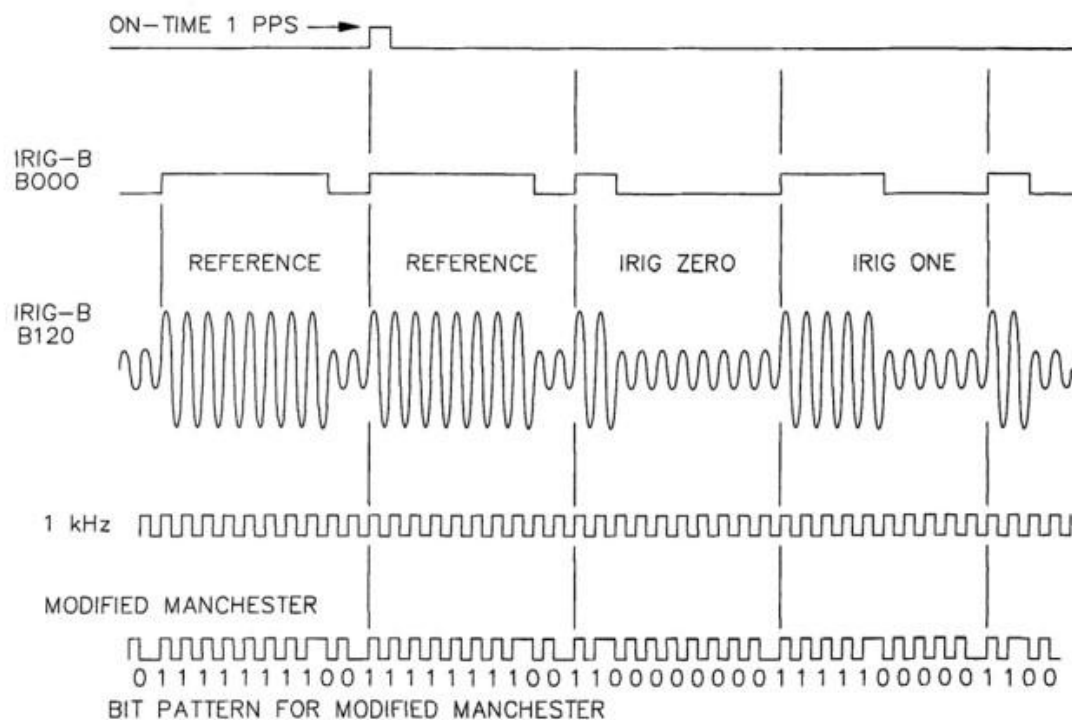 ON-TIME 1 PPS
IRIG-B
B000
REFERENCE REFERENCE IRIG ZERO IRIG ONE
IRIG-B
B120
1 kHz
MODIFIED MANCHESTER
0 1 1 1 1 1 1 1 1 0 0 1 1 1 1 1 1 1 1 0 0 1 1 0 0 0 0 0 0 0 0 1 1 1 1 1 0 0 0 0 0 1 1 0 0
BIT PATTERN FOR MODIFIED MANCHESTER